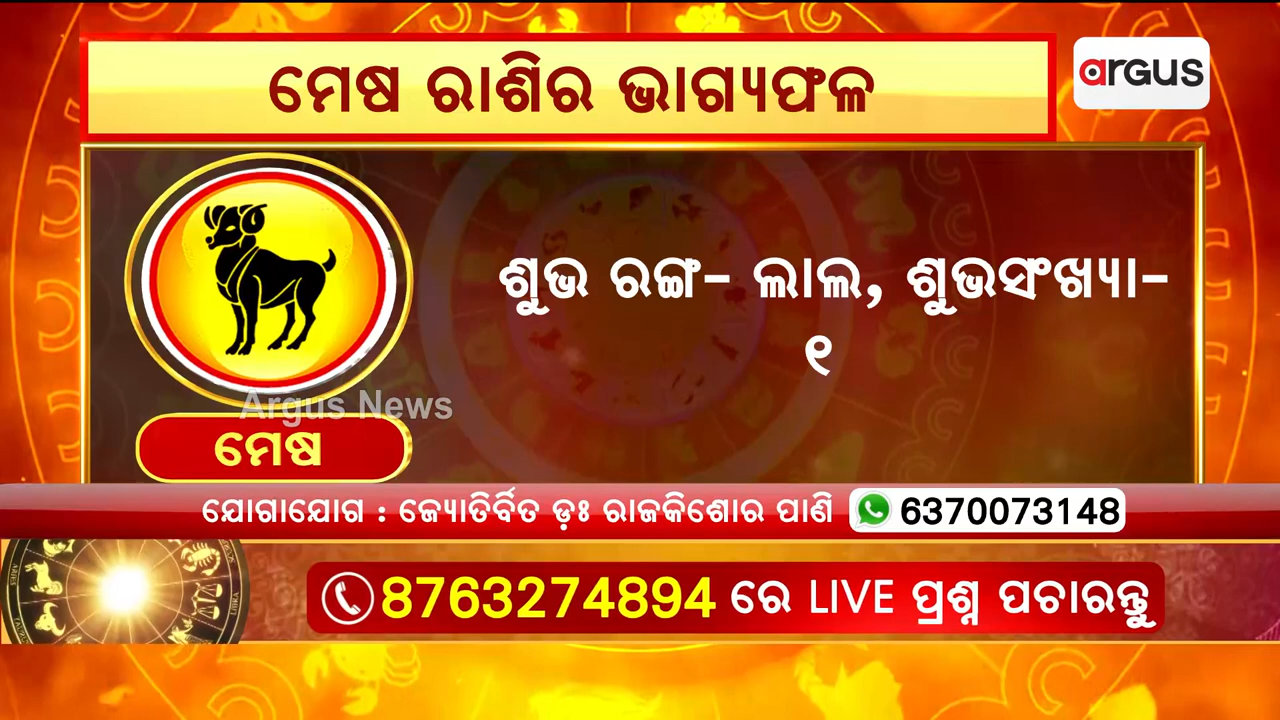 ମେଷ ରାଶିର ଭାଗ୍ୟଫଳ
argus
ଶୁଭ ରଙ୍ଗ- ଲାଲ, ଶୁଭସଂଖ୍ୟା-
୧
Argus News
ମେଷ
ଯୋଗାଯୋଗ : ଜ୍ୟୋତିର୍ବିତ ଡ଼ଃ ରାଜକିଶୋର ପାଣି 6370073148
8763274894 ରେ LIVE ପ୍ରଶ୍ନ ପଚାରନ୍ତୁ